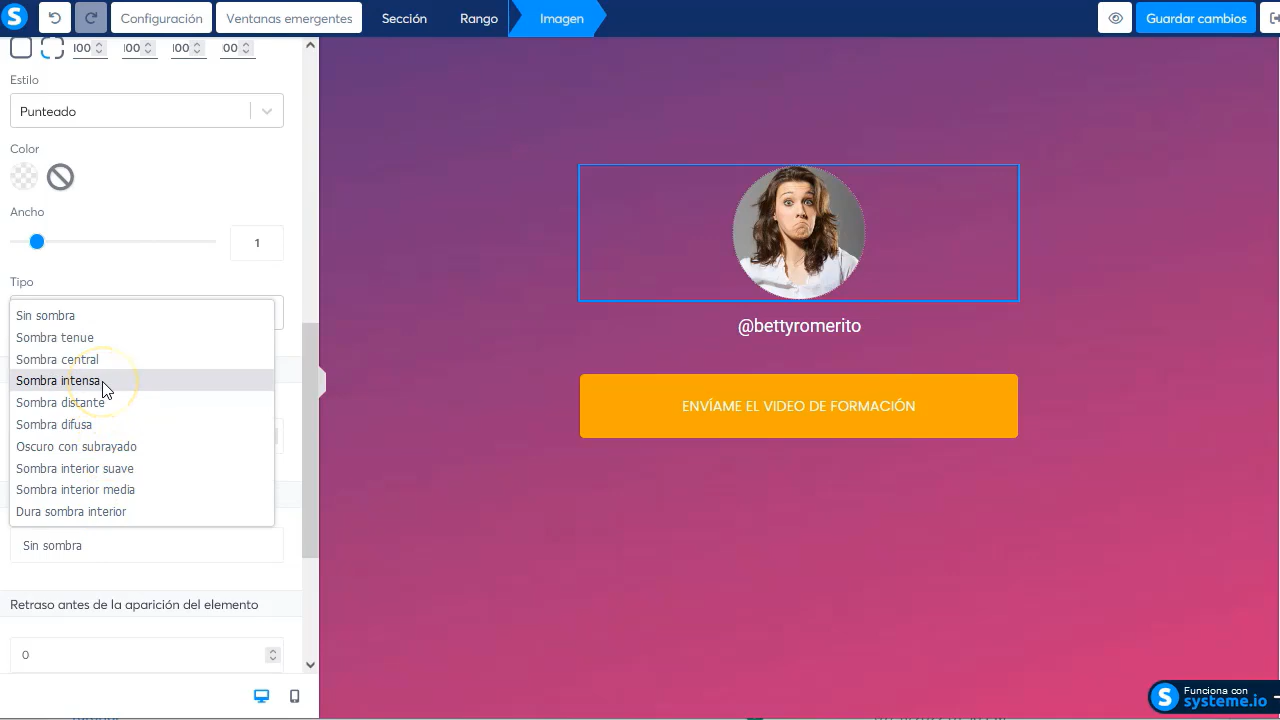 S
Configuración
Ventanas emergentes
Sección
Rango
Imagen
Guardar cambios
100
100
100
00
Estilo
Punteado
Color
Ancho
1
Tipo
Sin sombra
Sombra tenue
Sombra central
Sombra intensa
Sombra distante
Sombra difusa
Oscuro con subrayado
Sombra interior suave
Sombra interior media
Dura sombra interior
Sin sombra
Retraso antes de la aparición del elemento
0
@bettyromerito
ENVÍAME EL VIDEO DE FORMACIÓN
S
Funciona con
systeme.io